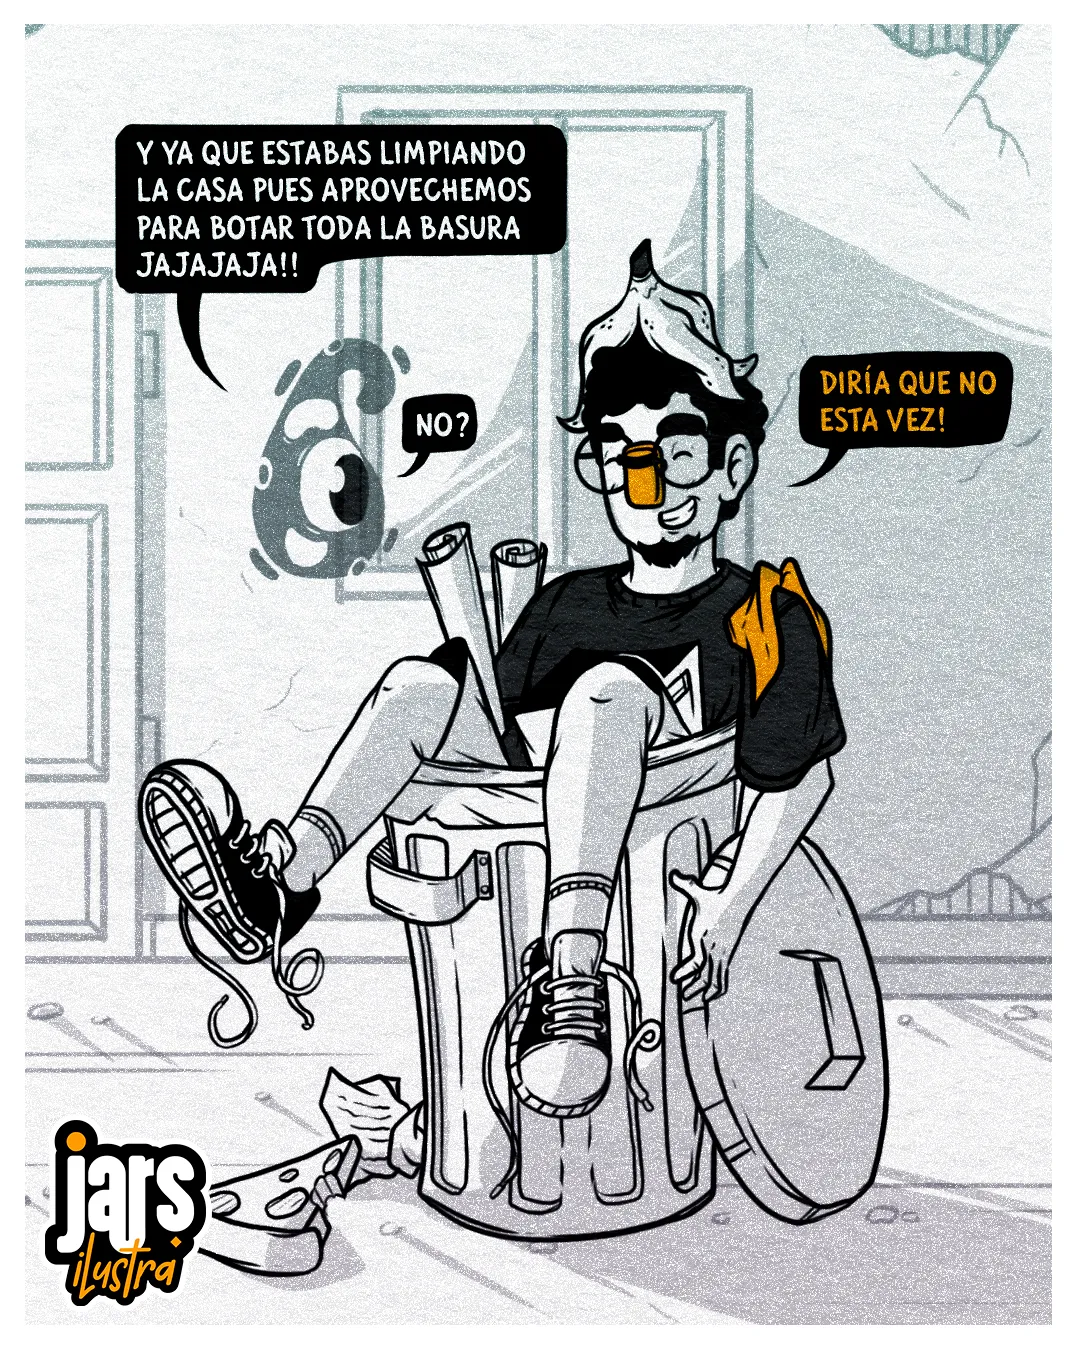 Y YA QUE ESTABAS LIMPIANDO
LA CASA PUES APROVECHEMOS
PARA BOTAR TODA LA BASURA
JAJAJAJA!!
NO?
DIRÍA QUE NO
ESTA VEZ!
jars
ilustra